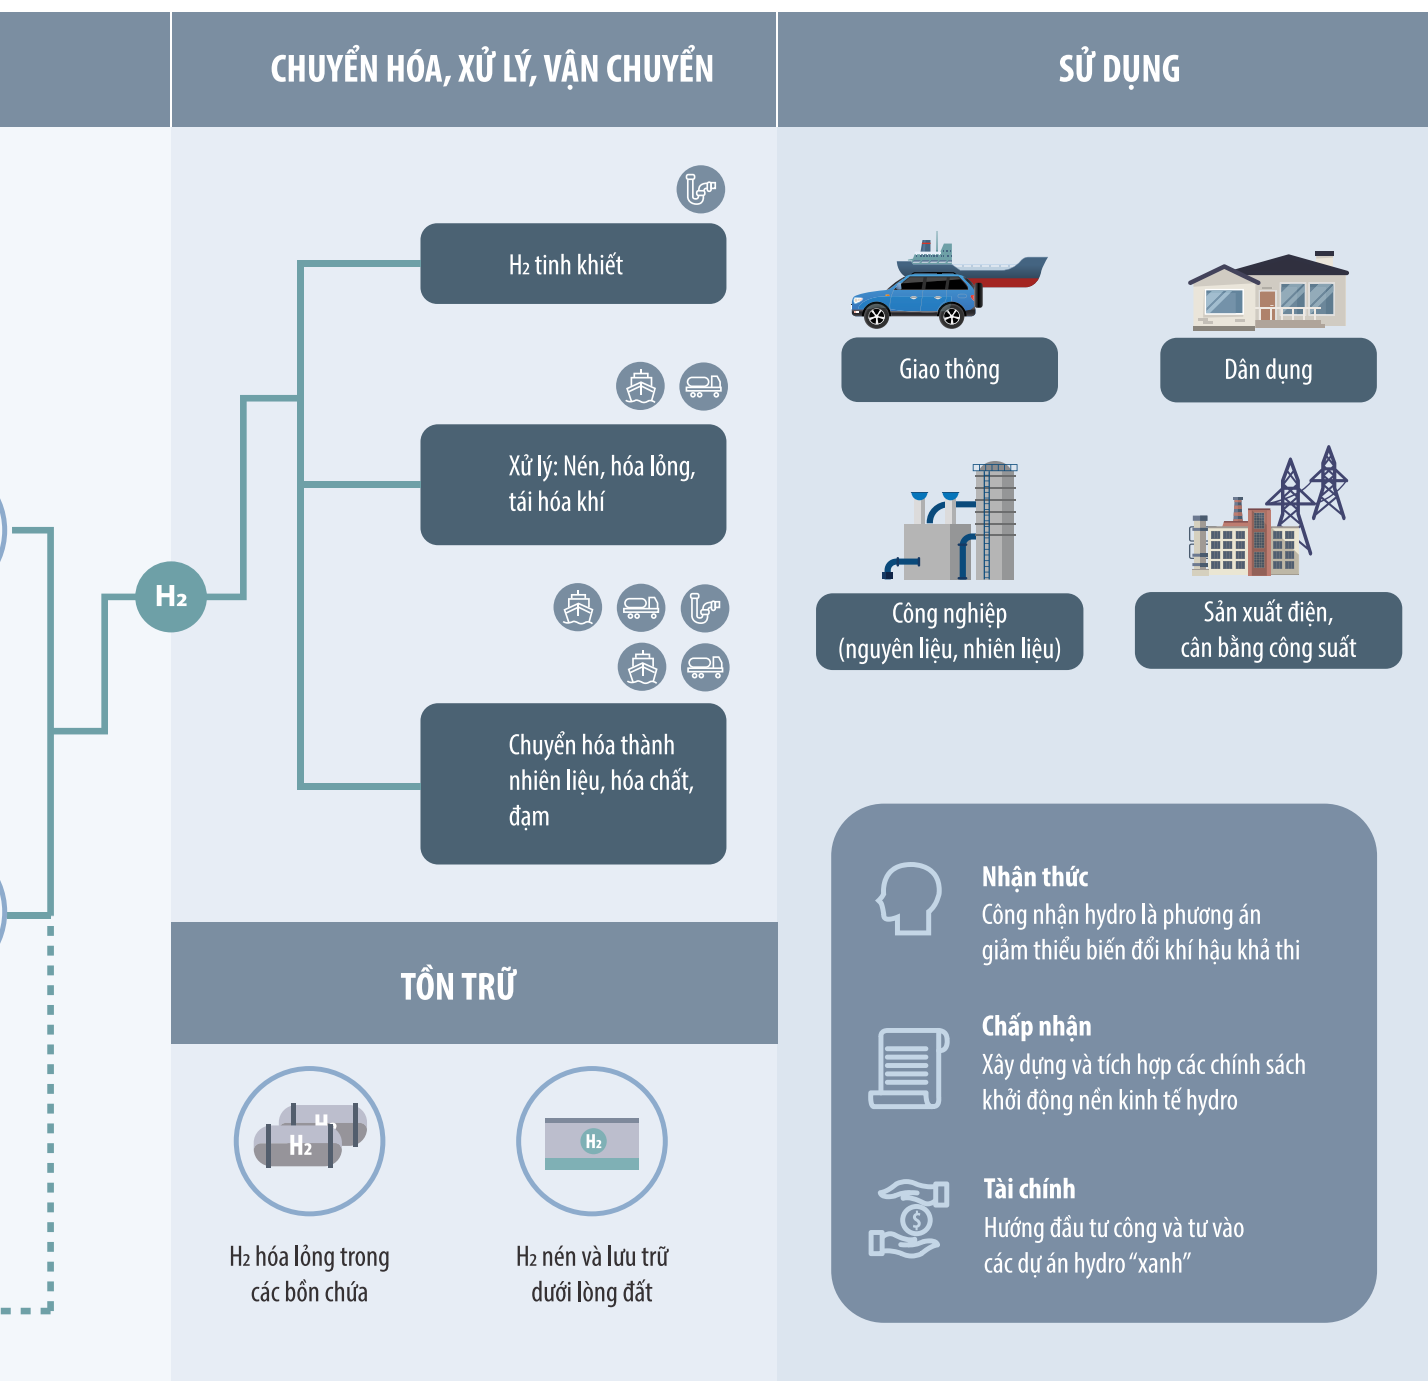 CHUYỂN HÓA, XỬ LÝ, VẬN CHUYỂN
SỬ DỤNG
H₂ tinh khiết
Xử lý: Nén, hóa lỏng,
tái hóa khí
H₂
Chuyển hóa thành
nhiên liệu, hóa chất,
đạm
Giao thông
Dân dụng
Công nghiệp
(nguyên liệu, nhiên liệu)
Sản xuất điện,
cân bằng công suất
TỒN TRỮ
H₂
H₂
H₂
H₂ hóa lỏng trong
các bồn chứa
H₂ nén và lưu trữ
dưới lòng đất
Nhận thức
Công nhận hydro là phương án
giảm thiểu biến đổi khí hậu khả thi
Chấp nhận
Xây dựng và tích hợp các chính sách
khởi động nền kinh tế hydro
$
Tài chính
Hướng đầu tư công và tư vào
các dự án hydro “xanh”